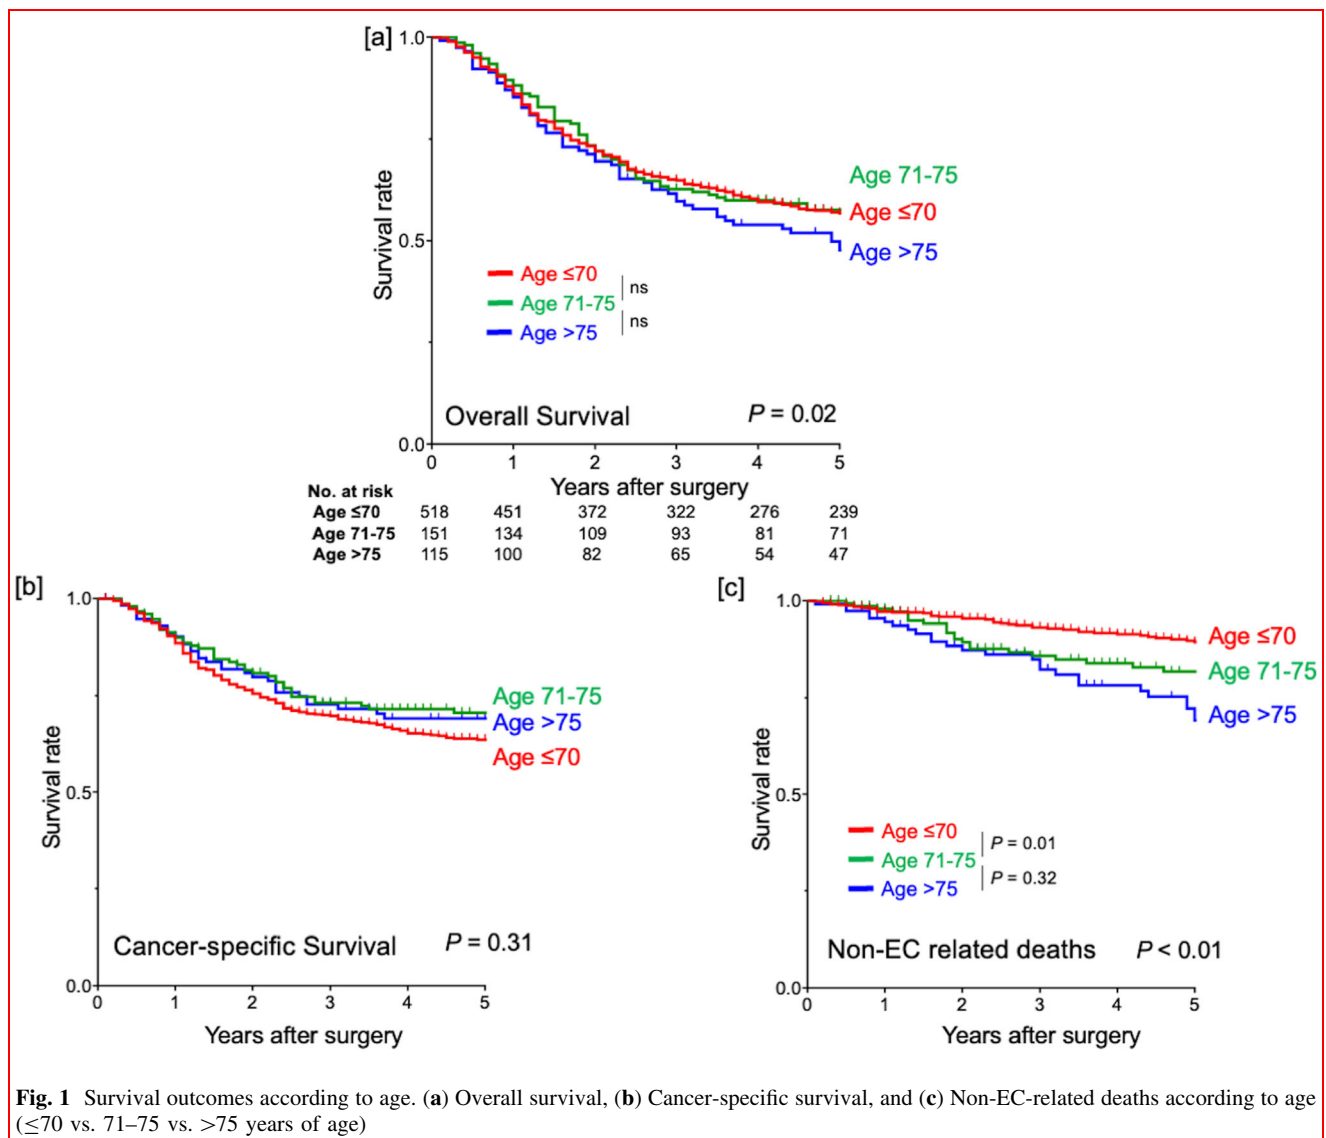 [a]
1.0
0.5
0.0
Survival rate
Age 71-75
Age ≤70
Age >75
Age ≤70
Age 71-75
Age >75
ns
ns
Overall Survival
P = 0.02
0 1 2 3 4 5
Years after surgery
No. at risk
Age ≤70 518 451 372 322 276 239
Age 71-75 151 134 109 93 81 71
Age >75 115 100 82 65 54 47
[b]
1.0
0.5
0.0
Survival rate
Age 71-75
Age >75
Age ≤70
Cancer-specific Survival P = 0.31
0 1 2 3 4 5
Years after surgery
[c]
1.0
0.5
0.0
Survival rate
Age ≤70
Age 71-75
Age >75
Age ≤70
Age 71-75
Age >75
P = 0.01
P = 0.32
Non-EC related deaths P < 0.01
0 1 2 3 4 5
Years after surgery
Fig. 1 Survival outcomes according to age. (a) Overall survival, (b) Cancer-specific survival, and (c) Non-EC-related deaths according to age
(≤70 vs. 71–75 vs. >75 years of age)